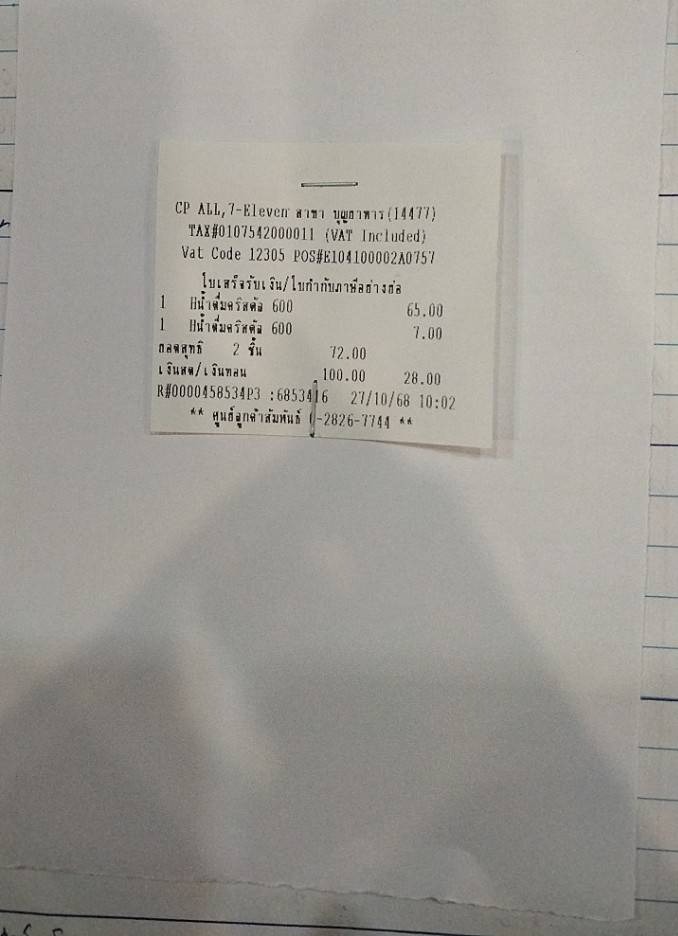 CP ALL,7-Eleven สาขา บุญถาหาร(14477)
TAX#0107542000011 (VAT Included)
Vat Code 12305 POS#E104100002A0757
ใบเสร็จรับเงิน/ใบกำกับภาษีอย่างย่อ
1 Hน้ำดื่มคริสตัล 600 65.00
1 Hน้ำดื่มคริสตัล 600 7.00
ยอดสุทธิ 2 ชิ้น 72.00
เงินสด/เงินทอน 100.00 28.00
R#0000458534P3 :6853416 27/10/68 10:02
** ศูนย์ลูกค้าสัมพันธ์ 0-2826-7744 **